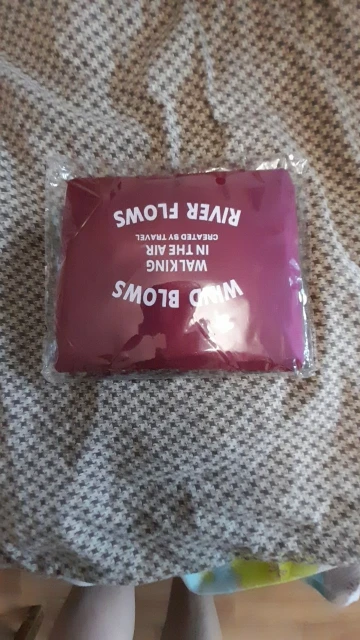 WIND BLOWS
WALKING
IN THE AIR
CREATED BY TRAVEL
RIVER FLOWS